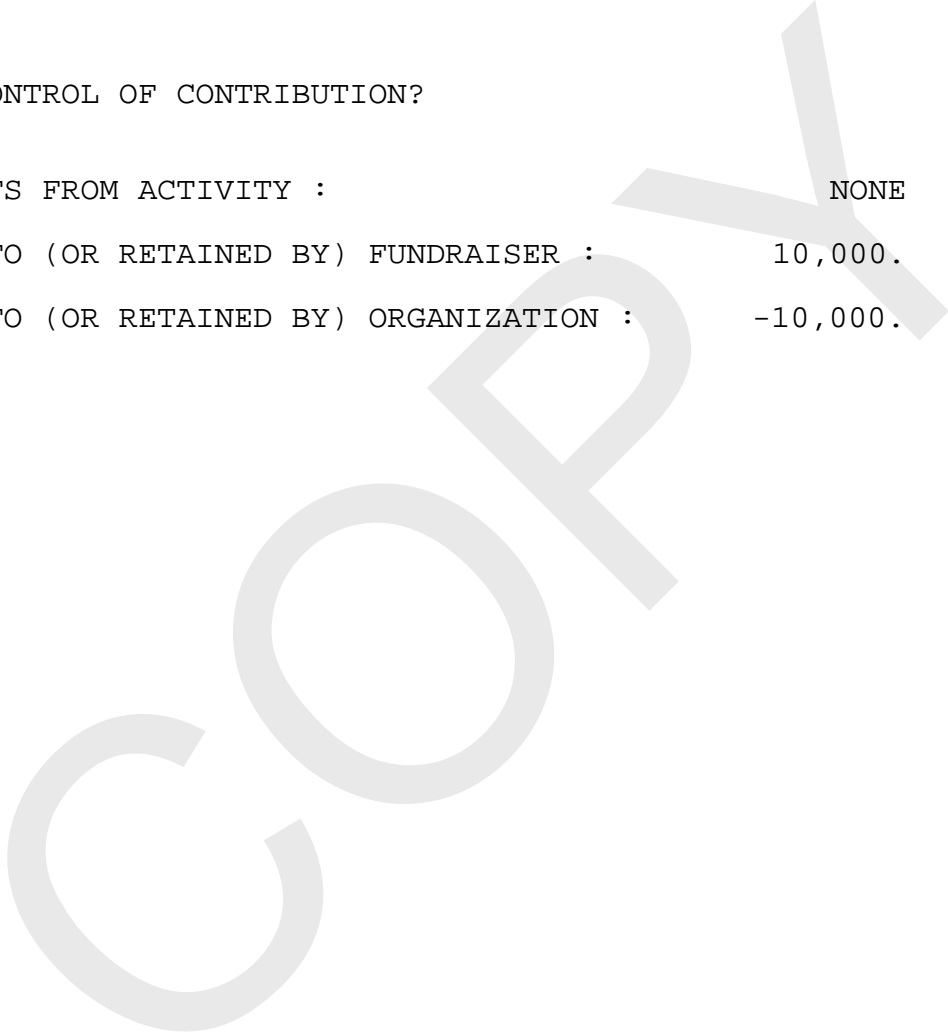 ONTROL OF CONTRIBUTION?
TS FROM ACTIVITY : NONE
TO (OR RETAINED BY) FUNDRAISER : 10,000.
TO (OR RETAINED BY) ORGANIZATION : -10,000.
COPY